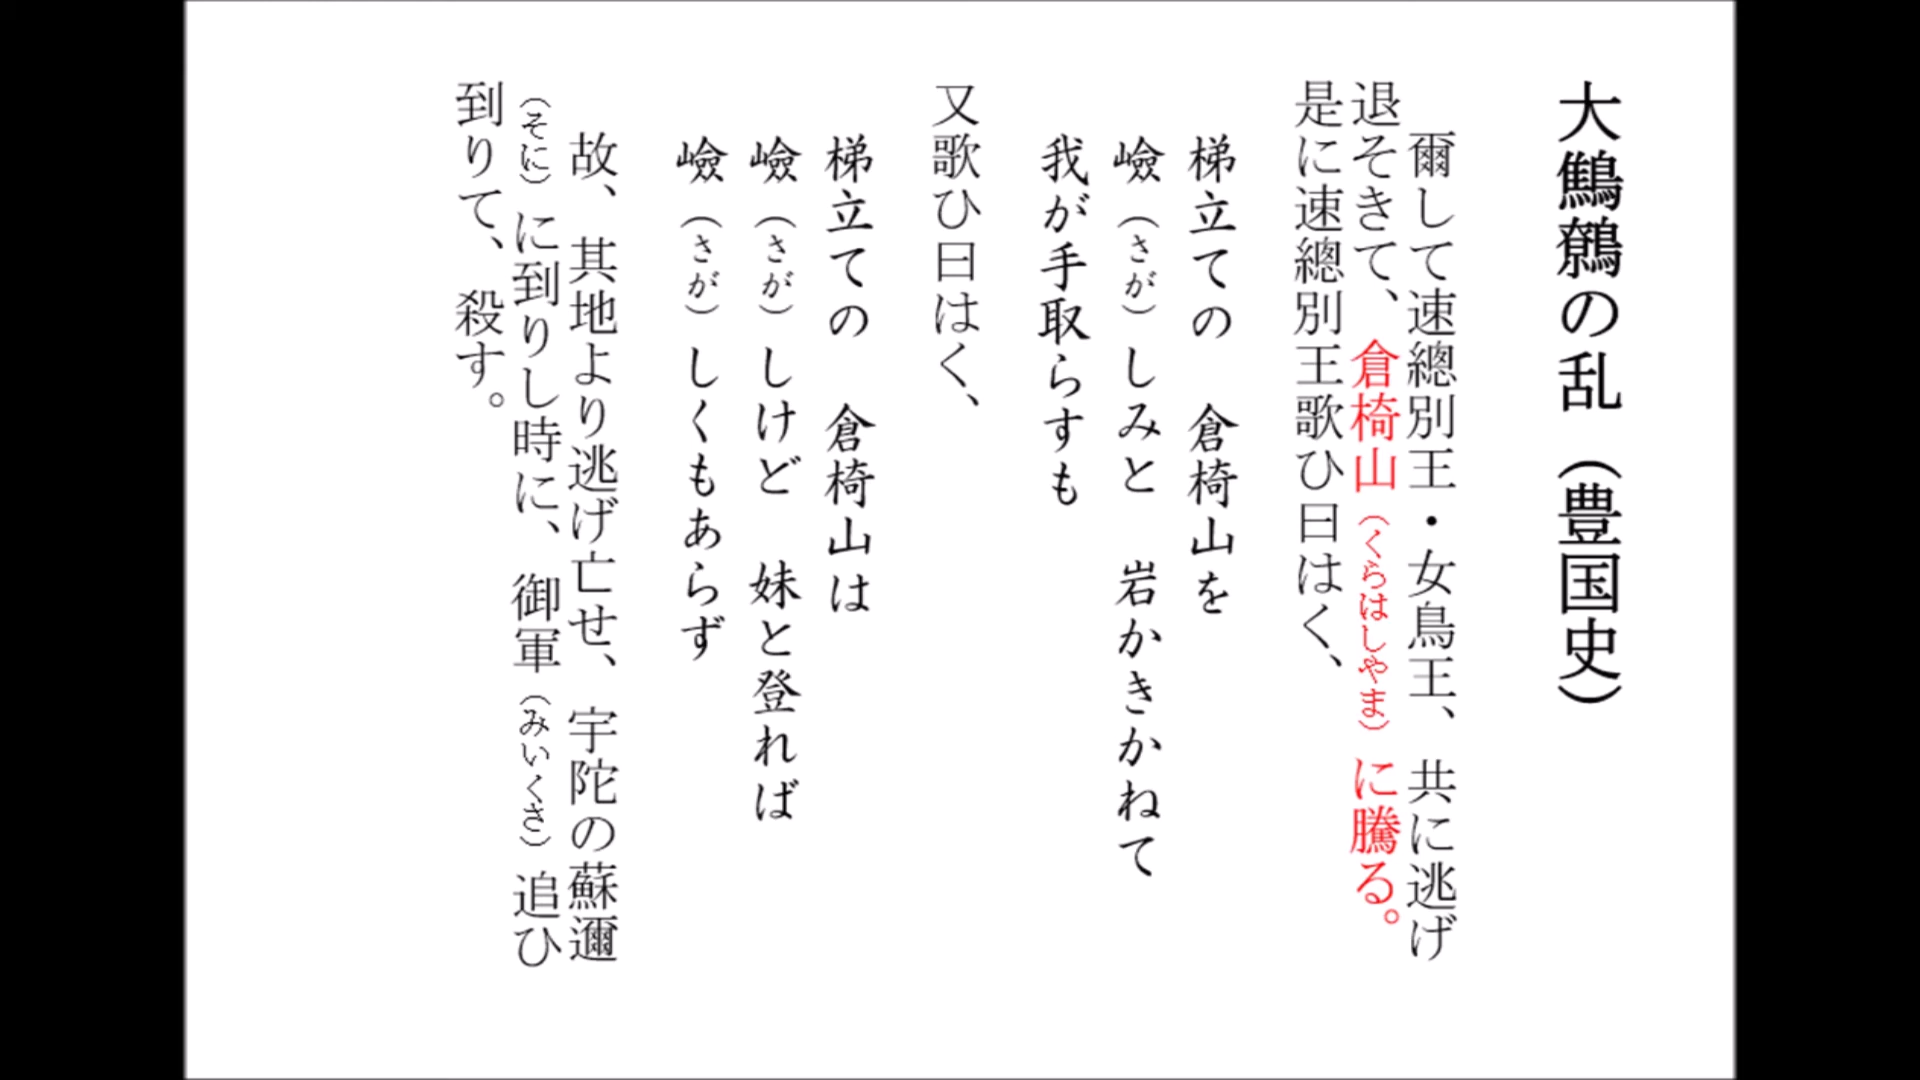 大鷦鷯の乱（豊国史）
爾して速總別王・女鳥王、共に逃げ
退そきて、倉椅山（くらはしやま）に騰る。
是に速總別王歌ひ曰はく、
梯立ての　倉椅山を
嶮（さが）しみと　岩かきかねて
我が手取らすも
又歌ひ曰はく、
梯立ての　倉椅山は
嶮（さが）しけど　妹と登れば
嶮（さが）しくもあらず
故、其地より逃げ亡せ、宇陀の蘇邇
（そに）に到りし時に、御軍（みいくさ）追ひ
到りて、殺す。